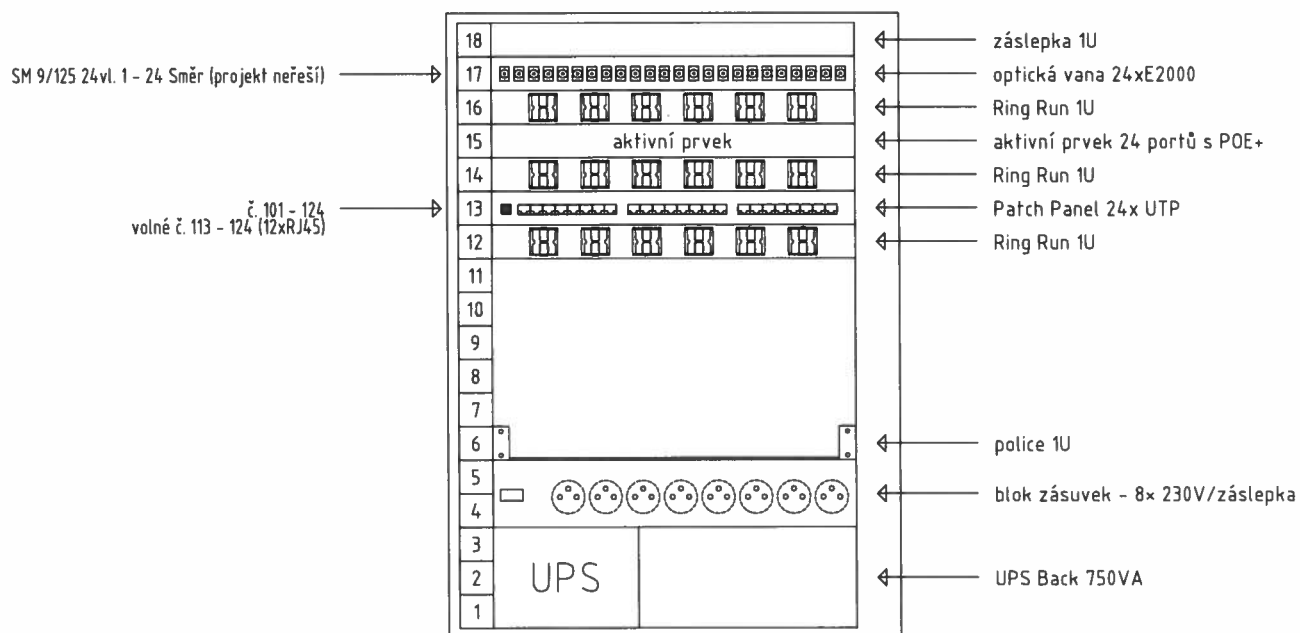 18
záslepka 1U
SM 9/125 24vl. 1 - 24 Směr (projekt neřeší)
17
optická vana 24xE2000
16
Ring Run 1U
15
aktivní prvek
aktivní prvek 24 portů s POE+
14
Ring Run 1U
č. 101 - 124
volné č. 113 - 124 (12xRJ45)
13
Patch Panel 24x UTP
12
Ring Run 1U
11
10
9
8
7
6
police 1U
5
4
blok zásuvek - 8x 230V/záslepka
3
2
1
UPS
UPS Back 750VA